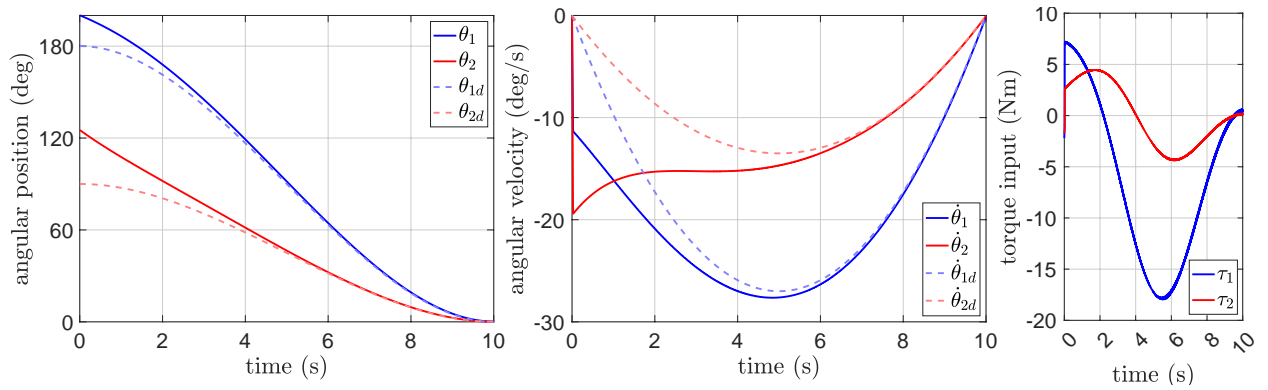 angular position (deg)
180
120
60
0
0 2 4 6 8 10
time (s)
θ₁
θ₂
θ₁d
θ₂d
angular velocity (deg/s)
0
-10
-20
-30
0 2 4 6 8 10
time (s)
θ̇₁
θ̇₂
θ̇₁d
θ̇₂d
torque input (Nm)
10
5
0
-5
-10
-15
-20
0 2 4 6 8 10
time (s)
τ₁
τ₂